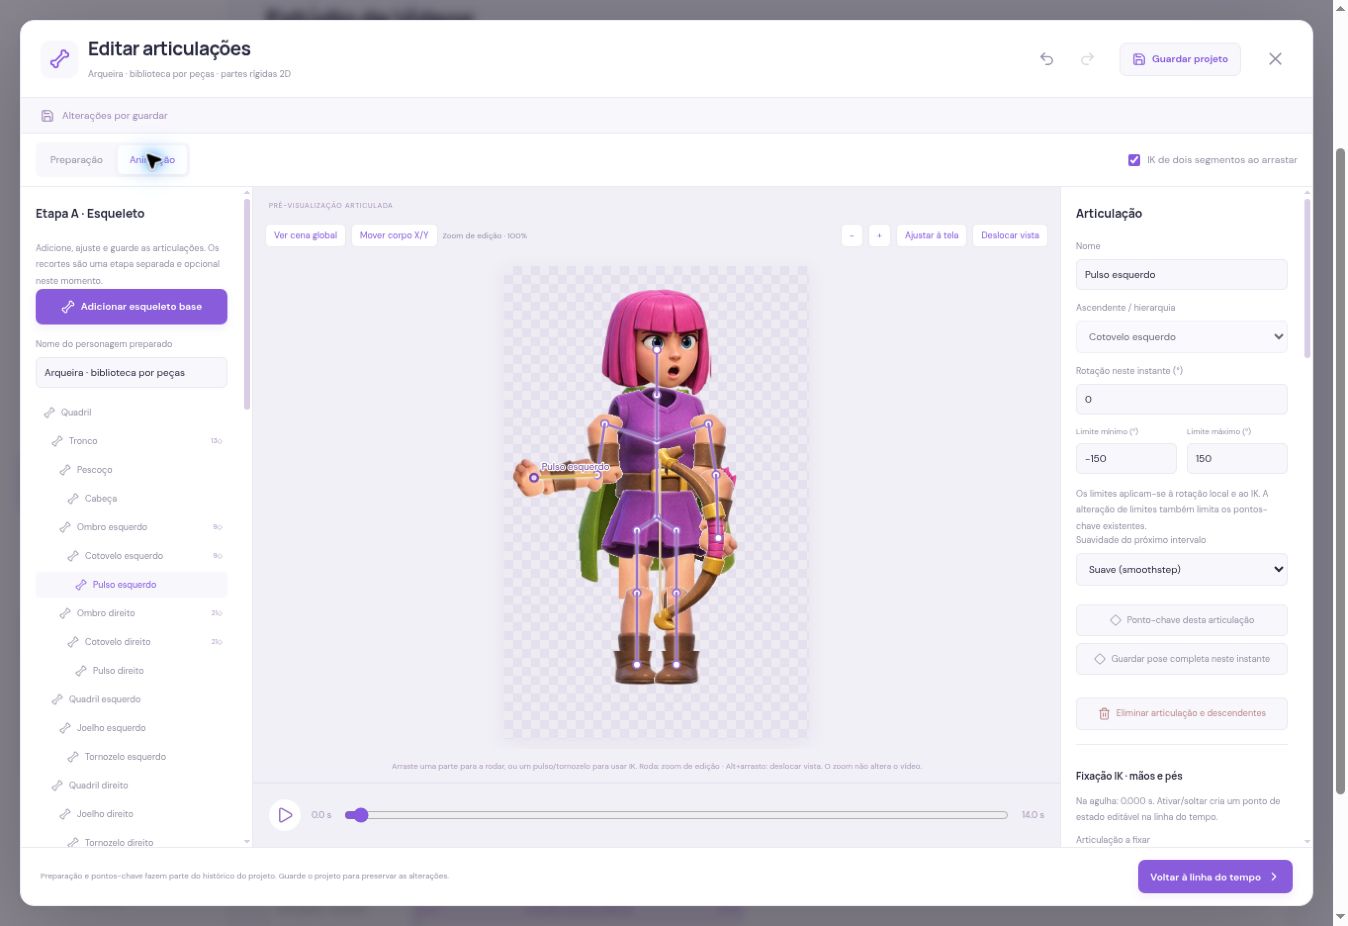 Editar articulações
Arqueira · biblioteca por peças · partes rígidas 2D
Guardar projeto
Alterações por guardar
Preparação
IK de dois segmentos ao arrastar
Etapa A · Esqueleto
Adicione, ajuste e guarde as articulações. Os
recortes são uma etapa separada e opcional
neste momento.
Adicionar esqueleto base
Nome do personagem preparado
Arqueira · biblioteca por peças
Quadril
Tronco 13◇
Pescoço
Cabeça
Ombro esquerdo 9◇
Cotovelo esquerdo 9◇
Pulso esquerdo
Ombro direito 21◇
Cotovelo direito 21◇
Pulso direito
Quadril esquerdo
Joelho esquerdo
Tornozelo esquerdo
Quadril direito
Joelho direito
Tornozelo direito
PRÉ-VISUALIZAÇÃO ARTICULADA
Ver cena global
Mover corpo X/Y
Zoom de edição · 100%
-
+
Ajustar à tela
Deslocar vista
Pulso esquerdo
Arraste uma parte para a rodar, ou um pulso/tornozelo para usar IK. Roda: zoom de edição · Alt+arrasto: deslocar vista. O zoom não altera o vídeo.
0.0 s
14.0 s
Articulação
Nome
Pulso esquerdo
Ascendente / hierarquia
Cotovelo esquerdo
Rotação neste instante (°)
0
Limite mínimo (°) Limite máximo (°)
-150 150
Os limites aplicam-se à rotação local e ao IK. A
alteração de limites também limita os pontos-
chave existentes.
Suavidade do próximo intervalo
Suave (smoothstep)
Ponto-chave desta articulação
Guardar pose completa neste instante
Eliminar articulação e descendentes
Fixação IK · mãos e pés
Na agulha: 0.000 s. Ativar/soltar cria um ponto de
estado editável na linha do tempo.
Articulação a fixar
Preparação e pontos-chave fazem parte do histórico do projeto. Guarde o projeto para preservar as alterações.
Voltar à linha do tempo